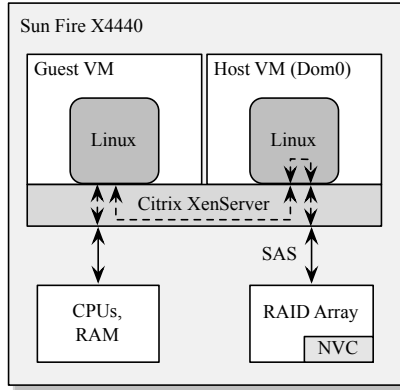 Sun Fire X4440
Guest VM
Host VM (Dom0)
Linux
Linux
Citrix XenServer
SAS
CPUs,
RAM
RAID Array
NVC